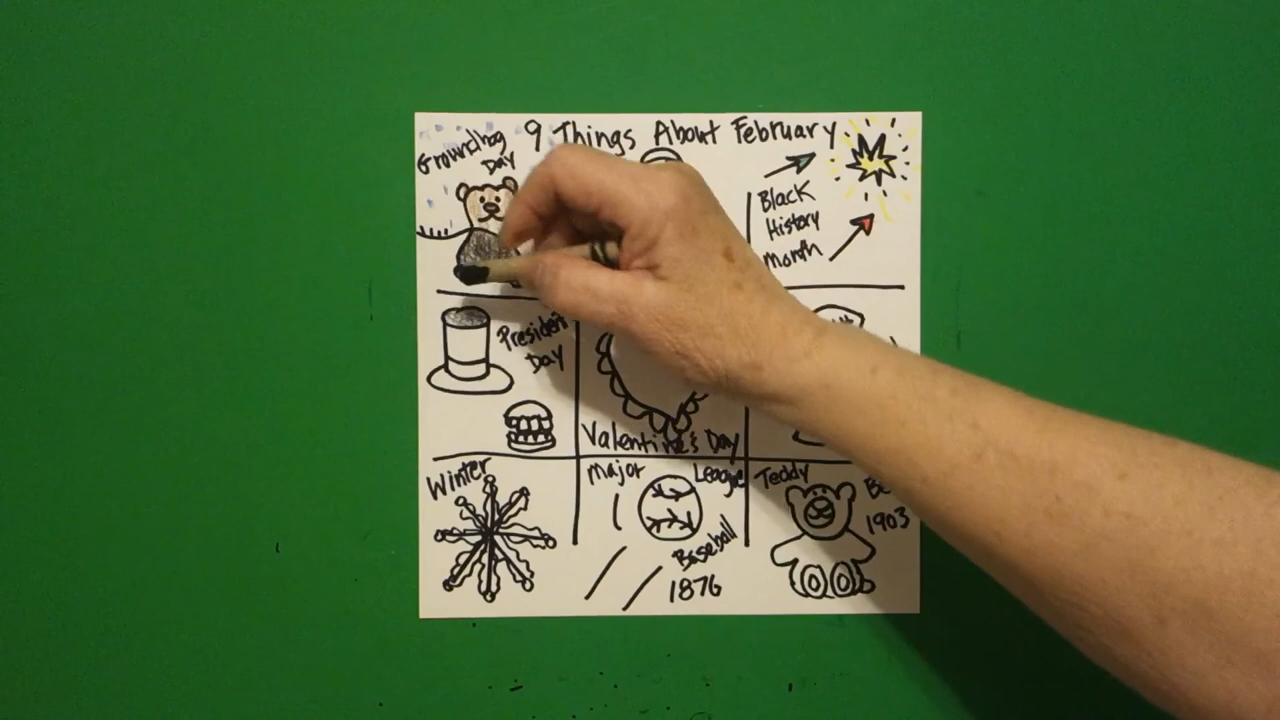 9 Things About February
Groundhog
Day
Black
History
Month
President
Day
Valentine's Day
Winter
Major League
Baseball
1876
Teddy
1903